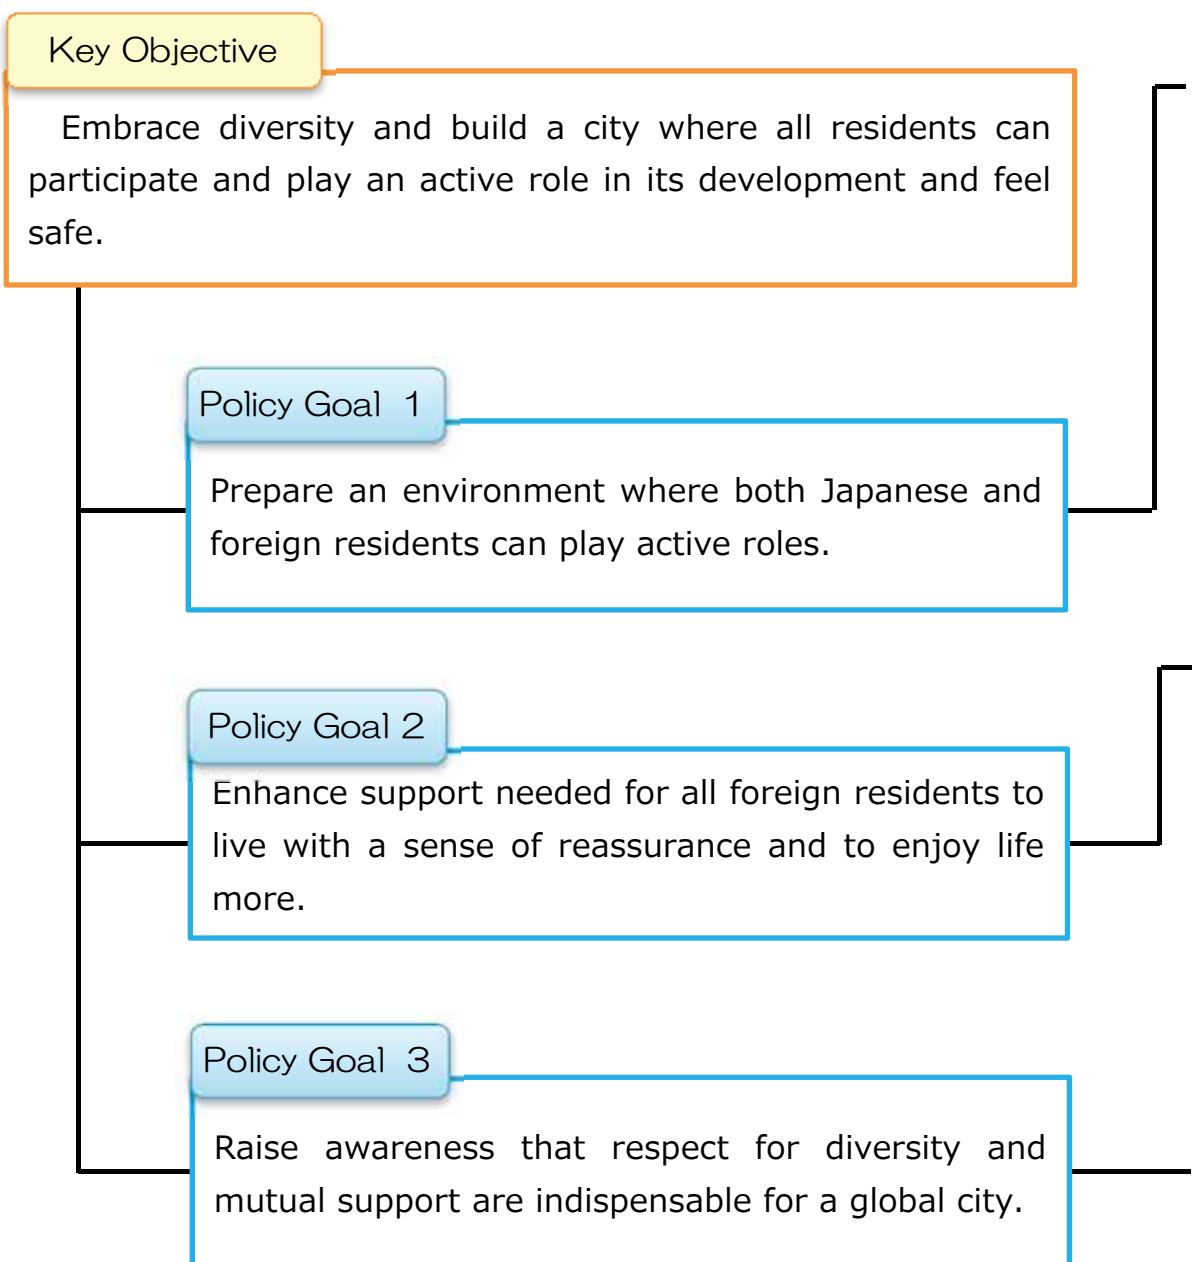 Key Objective
Embrace diversity and build a city where all residents can
participate and play an active role in its development and feel
safe.
Policy Goal 1
Prepare an environment where both Japanese and
foreign residents can play active roles.
Policy Goal 2
Enhance support needed for all foreign residents to
live with a sense of reassurance and to enjoy life
more.
Policy Goal 3
Raise awareness that respect for diversity and
mutual support are indispensable for a global city.